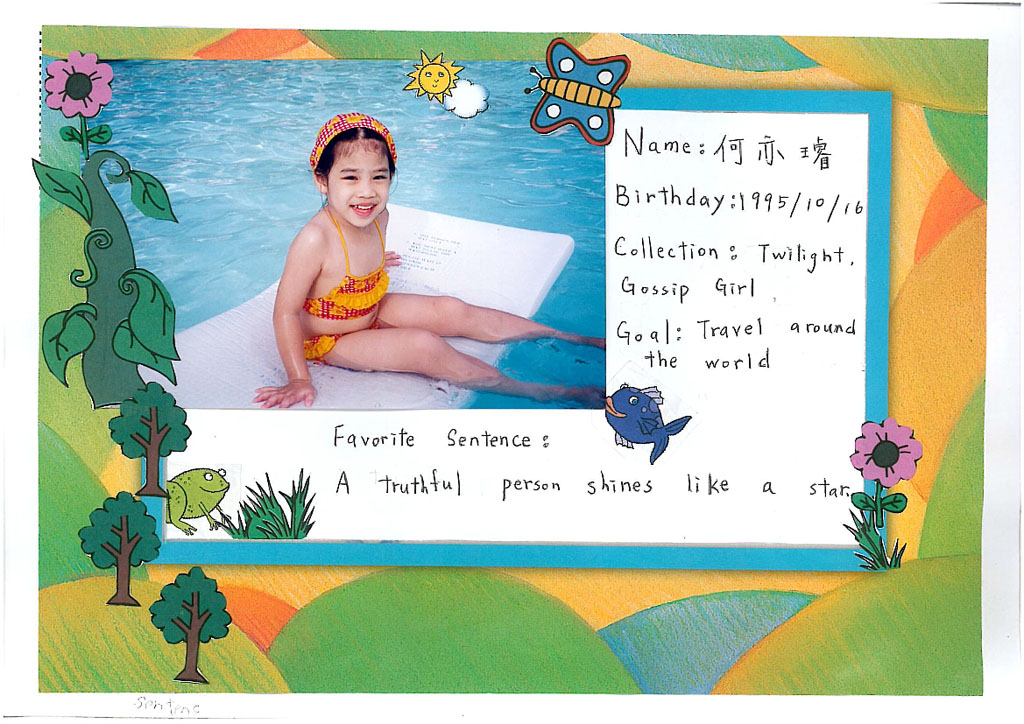 Name: 何亦璿
Birthday: 1995/10/16
Collection: Twilight,
Gossip Girl
Goal: Travel around
the world
Favorite Sentence:
A truthful person shines like a star.
Sentenc